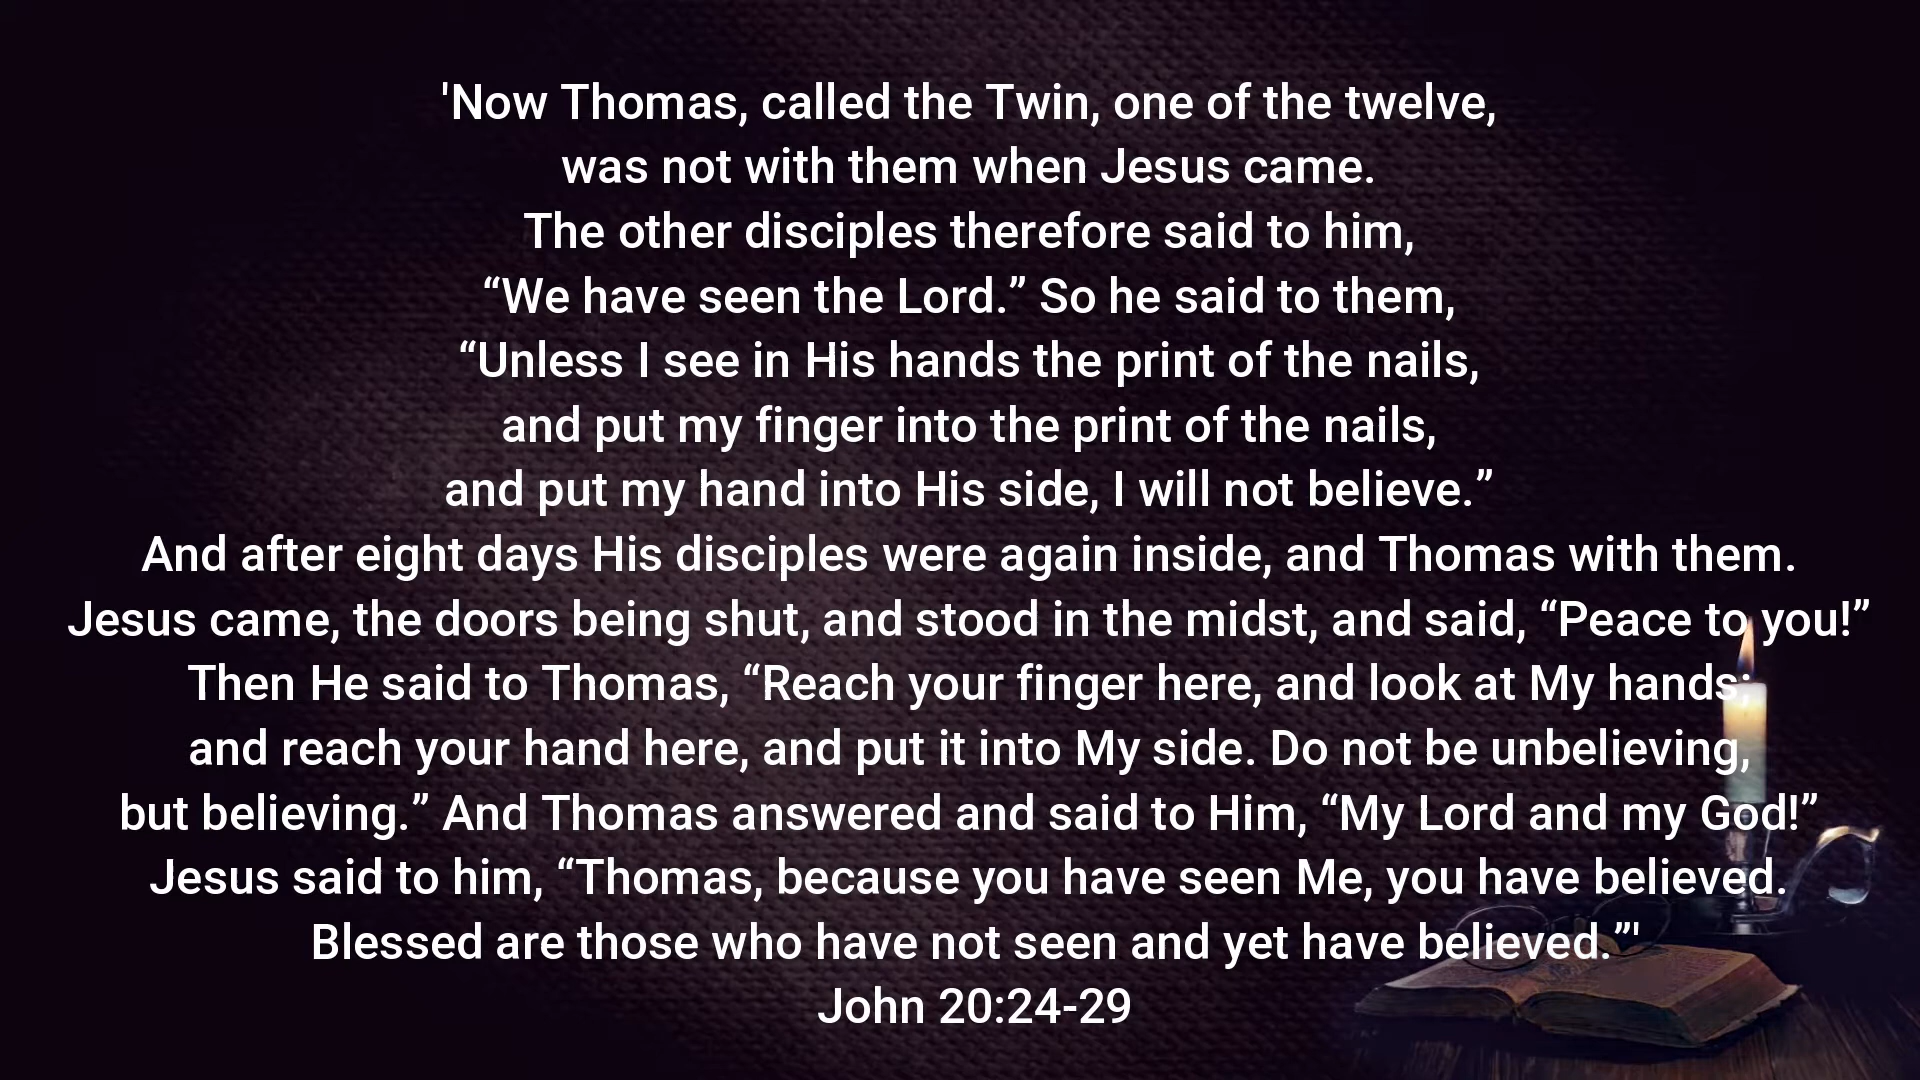 'Now Thomas, called the Twin, one of the twelve,
was not with them when Jesus came.
The other disciples therefore said to him,
“We have seen the Lord.” So he said to them,
“Unless I see in His hands the print of the nails,
and put my finger into the print of the nails,
and put my hand into His side, I will not believe.”
And after eight days His disciples were again inside, and Thomas with them.
Jesus came, the doors being shut, and stood in the midst, and said, “Peace to you!”
Then He said to Thomas, “Reach your finger here, and look at My hands;
and reach your hand here, and put it into My side. Do not be unbelieving,
but believing.” And Thomas answered and said to Him, “My Lord and my God!”
Jesus said to him, “Thomas, because you have seen Me, you have believed.
Blessed are those who have not seen and yet have believed.”'
John 20:24-29